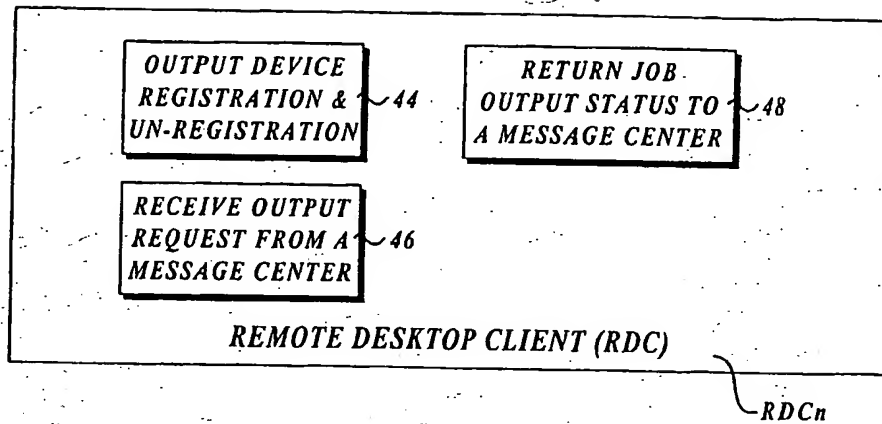 OUTPUT DEVICE
REGISTRATION &
UN-REGISTRATION
44
RETURN JOB
OUTPUT STATUS TO
A MESSAGE CENTER
48
RECEIVE OUTPUT
REQUEST FROM A
MESSAGE CENTER
46
REMOTE DESKTOP CLIENT (RDC)
RDCn